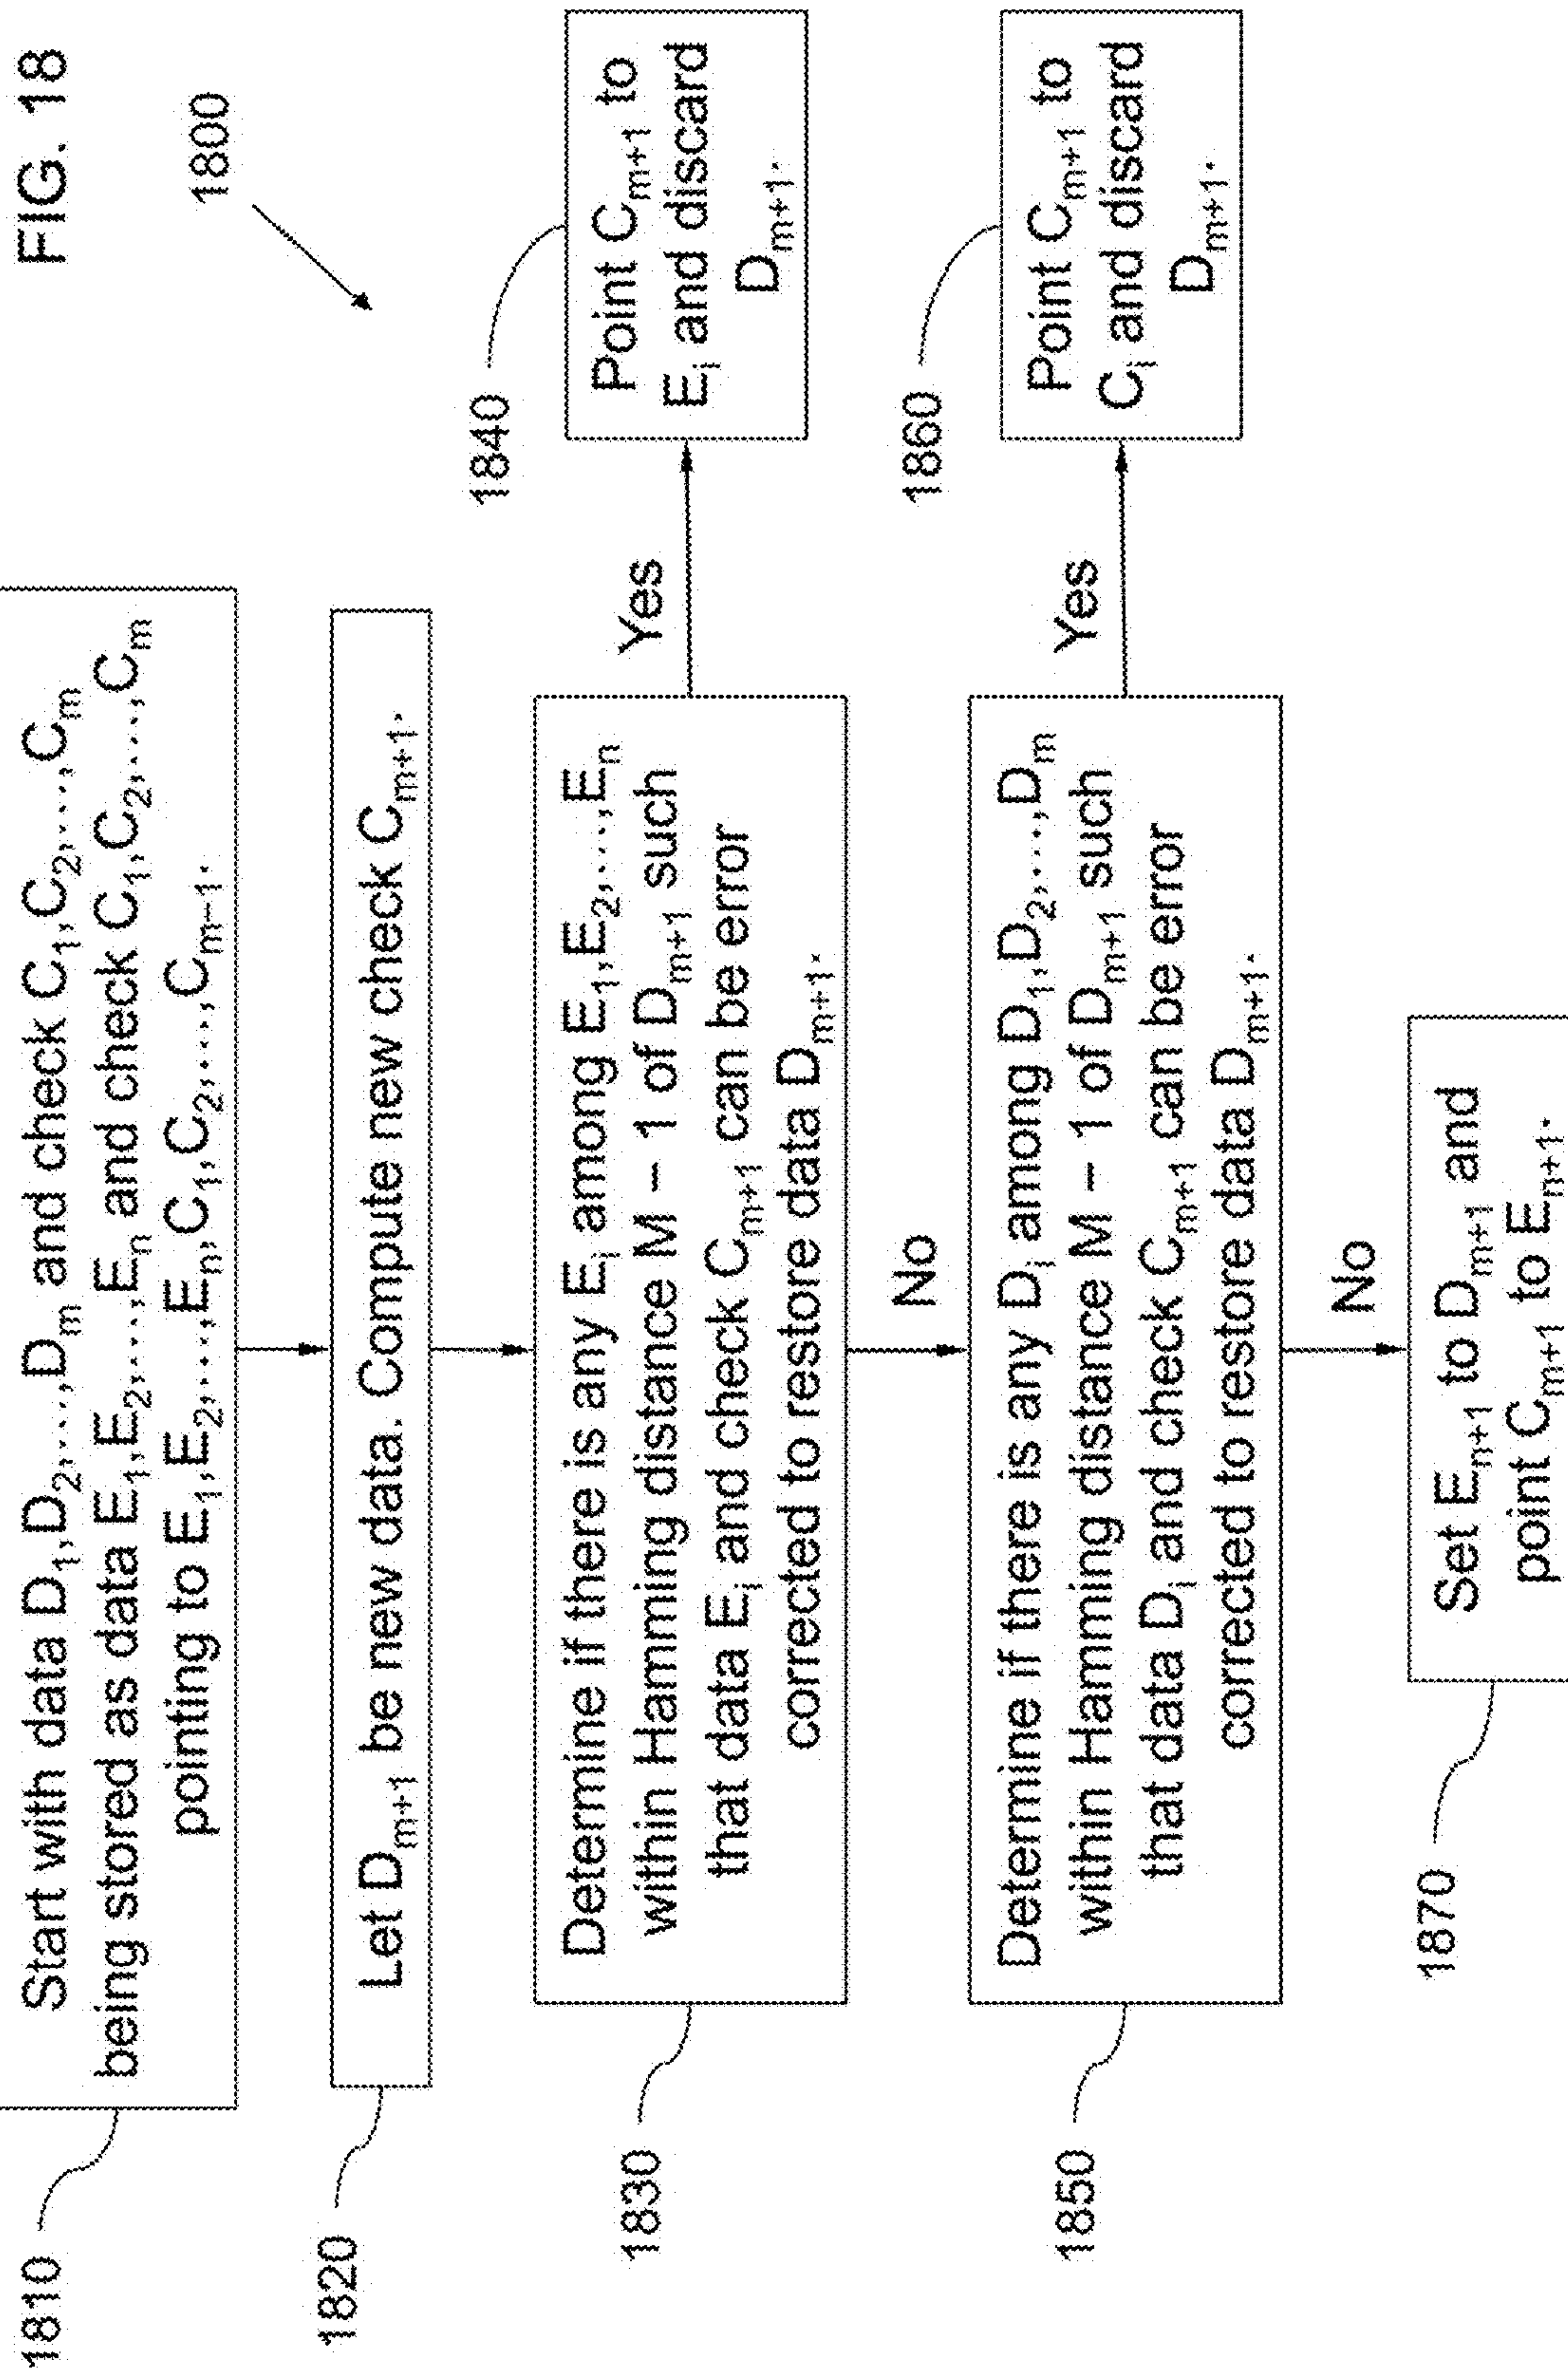 FIG. 18
1800
1810
Start with data D₁,D₂,...,Dₘ and check C₁,C₂,...,Cₘ
being stored as data E₁,E₂,...,Eₙ and check C₁,C₂,...,Cₘ
pointing to E₁,E₂,...,Eₙ,C₁,C₂,...,Cₘ₋₁.
1820
Let Dₘ₊₁ be new data. Compute new check Cₘ₊₁.
1830
Determine if there is any Eᵢ among E₁,E₂,...,Eₙ
within Hamming distance M – 1 of Dₘ₊₁ such
that data Eᵢ and check Cₘ₊₁ can be error
corrected to restore data Dₘ₊₁.
Yes
1840
Point Cₘ₊₁ to
Eᵢ and discard
Dₘ₊₁.
No
1850
Determine if there is any Dᵢ among D₁,D₂,...,Dₘ
within Hamming distance M – 1 of Dₘ₊₁ such
that data Dᵢ and check Cₘ₊₁ can be error
corrected to restore data Dₘ₊₁.
Yes
1860
Point Cₘ₊₁ to
Cᵢ and discard
Dₘ₊₁.
No
1870
Set Eₙ₊₁ to Dₘ₊₁ and
point Cₘ₊₁ to Eₙ₊₁.